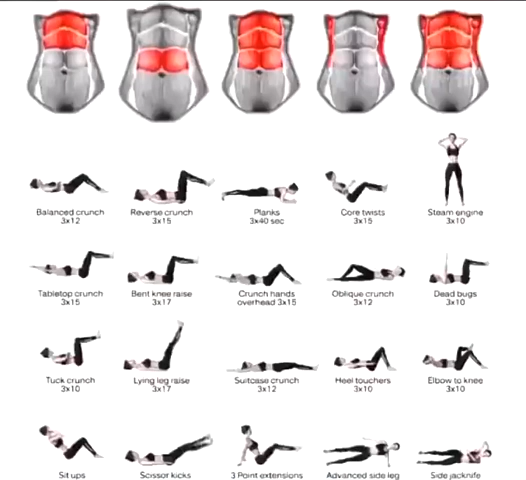 Balanced crunch
3x12
Reverse crunch
3x15
Planks
3x40 sec
Core twists
3x15
Steam engine
3x10
Tabletop crunch
3x15
Bent knee raise
3x17
Crunch hands
overhead 3x15
Oblique crunch
3x12
Dead bugs
3x10
Tuck crunch
3x10
Lying leg raise
3x17
Suitcase crunch
3x12
Heel touchers
3x10
Elbow to knee
3x10
Sit ups
Scissor kicks
3 Point extensions
Advanced side leg
Side jacknife